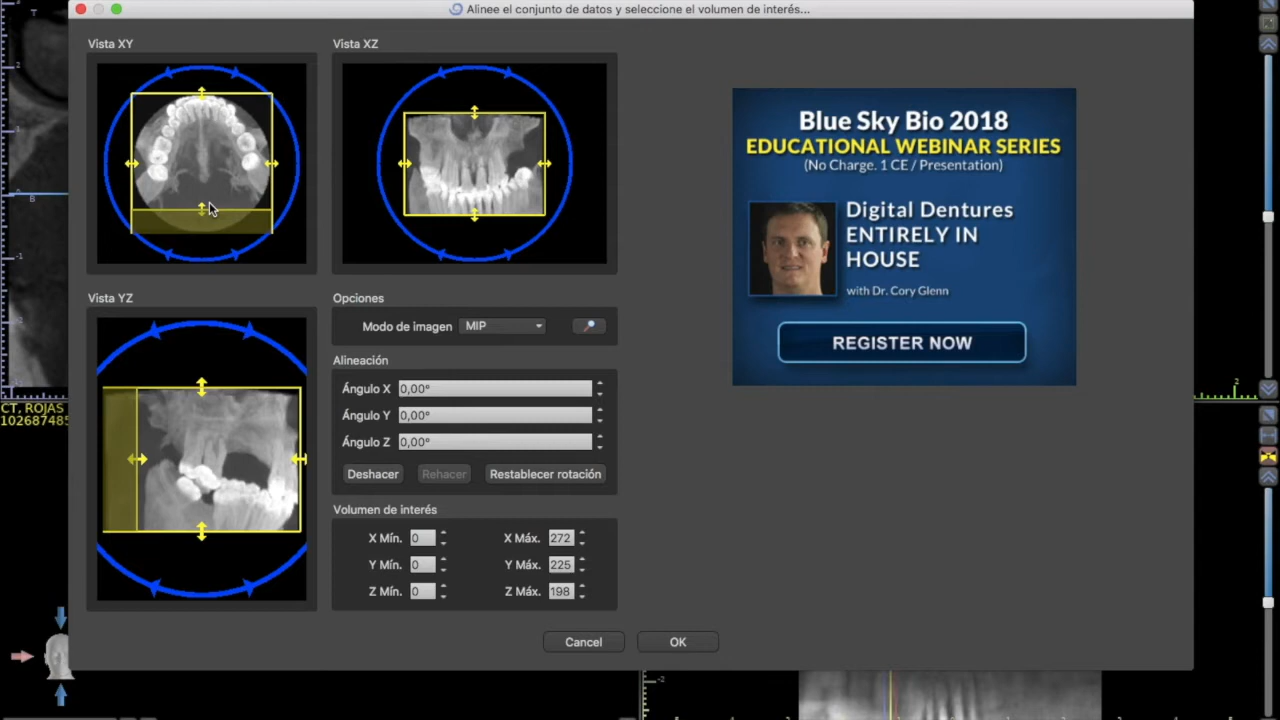 Alinee el conjunto de datos y seleccione el volumen de interés...
Vista XY
Vista XZ
Vista YZ
Opciones
Modo de imagen MIP
Alineación
Ángulo X 0,00°
Ángulo Y 0,00°
Ángulo Z 0,00°
Deshacer Rehacer Restablecer rotación
Volumen de interés
X Mín. 0 X Máx. 272
Y Mín. 0 Y Máx. 225
Z Mín. 0 Z Máx. 198
Cancel OK
Blue Sky Bio 2018
EDUCATIONAL WEBINAR SERIES
(No Charge. 1 CE / Presentation)
Digital Dentures
ENTIRELY IN
HOUSE
with Dr. Cory Glenn
REGISTER NOW
CT, ROJAS
102687485
T
B
2
-1
2
-2